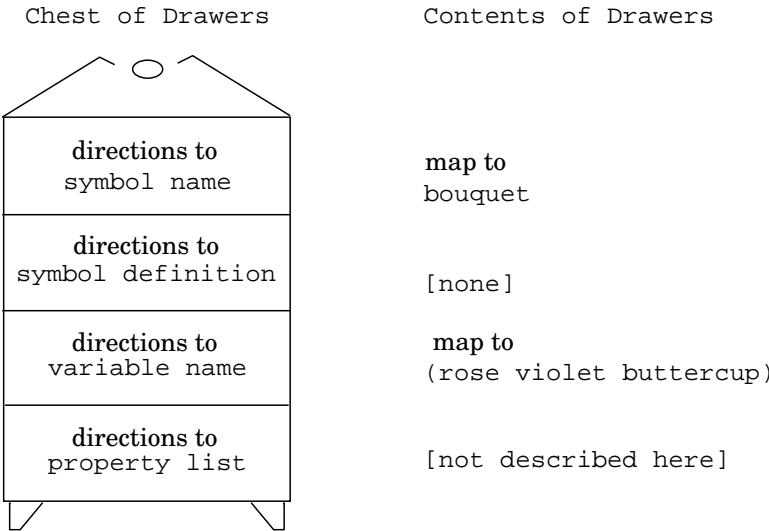 Chest of Drawers
Contents of Drawers
directions to
symbol name
map to
bouquet
directions to
symbol definition
[none]
directions to
variable name
map to
(rose violet buttercup)
directions to
property list
[not described here]